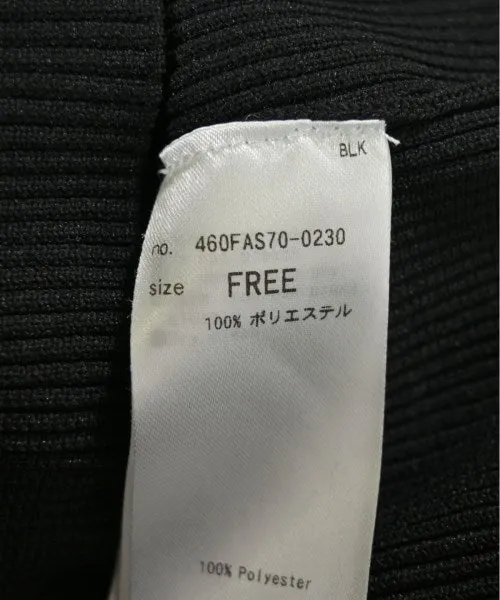 BLK
no. 460FAS70-0230
size FREE
100% ポリエステル
100% Polyester